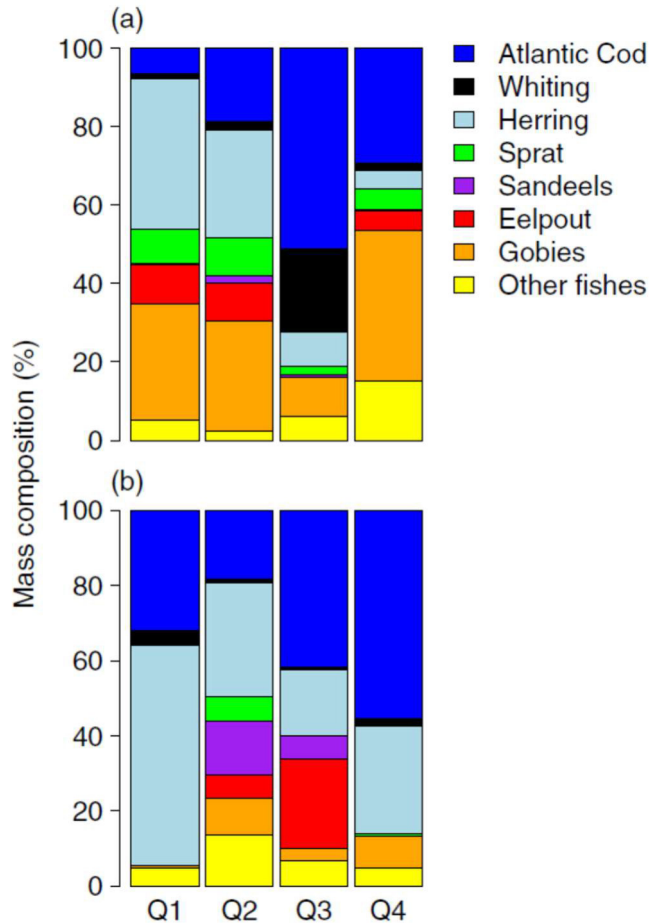 (a)
100
80
60
40
20
0
Atlantic Cod
Whiting
Herring
Sprat
Sandeels
Eelpout
Gobies
Other fishes
Mass composition (%)
(b)
100
80
60
40
20
0
Q1 Q2 Q3 Q4